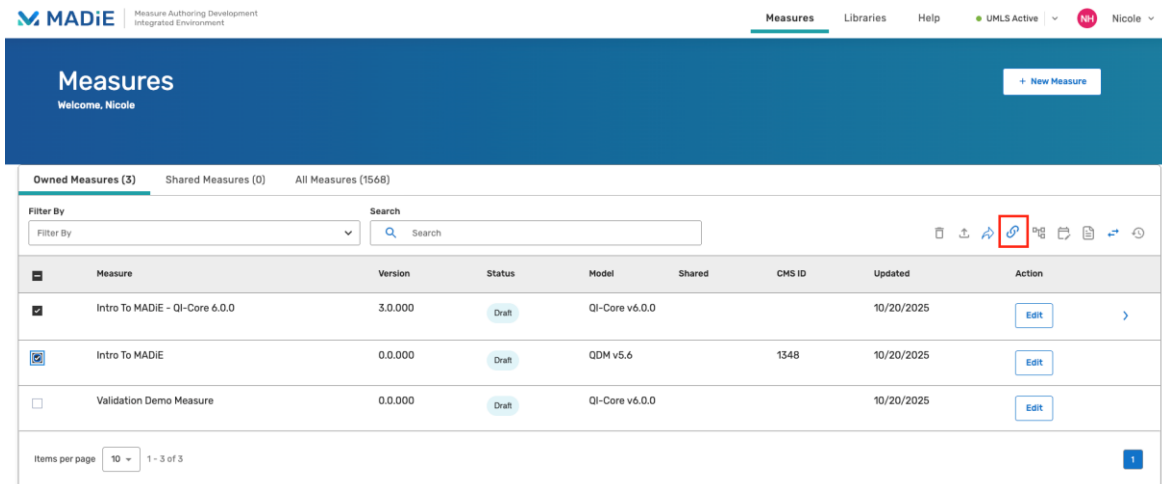 MADiE
Measure Authoring Development
Integrated Environment
Measures Libraries Help UMLS Active NH Nicole
Measures
Welcome, Nicole
+ New Measure
Owned Measures (3) Shared Measures (0) All Measures (1568)
Filter By Search
Filter By Search
Measure Version Status Model Shared CMS ID Updated Action
Intro To MADiE - QI-Core 6.0.0 3.0.000 Draft QI-Core v6.0.0 10/20/2025 Edit
Intro To MADiE 0.0.000 Draft QDM v5.6 1348 10/20/2025 Edit
Validation Demo Measure 0.0.000 Draft QI-Core v6.0.0 10/20/2025 Edit
Items per page 10 1 - 3 of 3 1